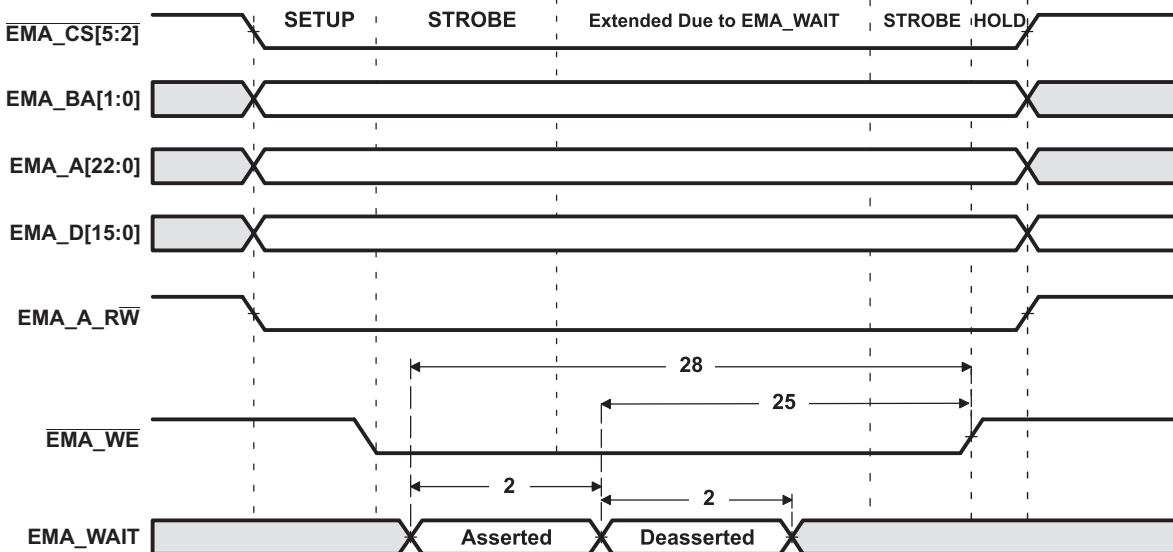 SETUP STROBE Extended Due to EMA_WAIT STROBE HOLD
EMA_CS[5:2]
EMA_BA[1:0]
EMA_A[22:0]
EMA_D[15:0]
EMA_A_RW
28
25
EMA_WE
2
2
EMA_WAIT Asserted Deasserted